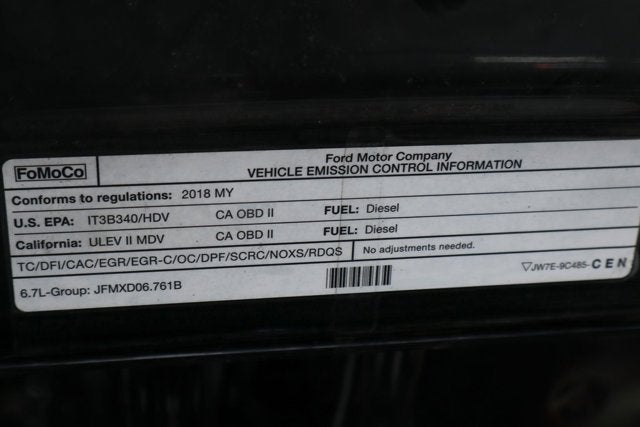 FoMoCo
Ford Motor Company
VEHICLE EMISSION CONTROL INFORMATION
Conforms to regulations: 2018 MY
U.S. EPA: IT3B340/HDV CA OBD II FUEL: Diesel
California: ULEV II MDV CA OBD II FUEL: Diesel
TC/DFI/CAC/EGR/EGR-C/OC/DPF/SCRC/NOXS/RDQS No adjustments needed.
6.7L-Group: JFMXD06.761B ▽JW7E-9C485-CEN